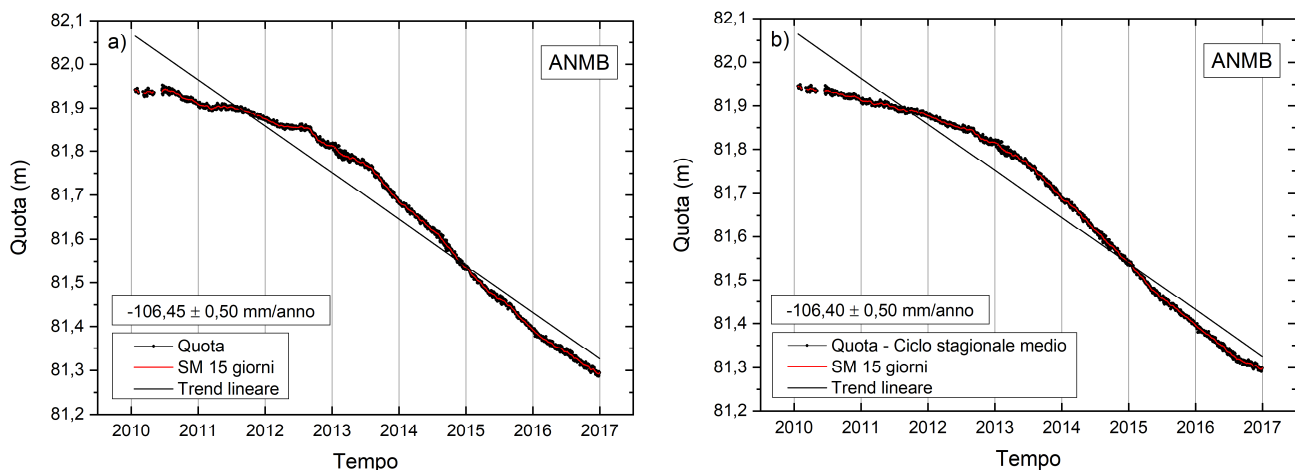 a)
ANMB
82,1
82,0
81,9
81,8
81,7
81,6
81,5
81,4
81,3
81,2
Quota (m)
-106,45 ± 0,50 mm/anno
Quota
SM 15 giorni
Trend lineare
2010 2011 2012 2013 2014 2015 2016 2017
Tempo
b)
ANMB
82,1
82,0
81,9
81,8
81,7
81,6
81,5
81,4
81,3
81,2
Quota (m)
-106,40 ± 0,50 mm/anno
Quota - Ciclo stagionale medio
SM 15 giorni
Trend lineare
2010 2011 2012 2013 2014 2015 2016 2017
Tempo